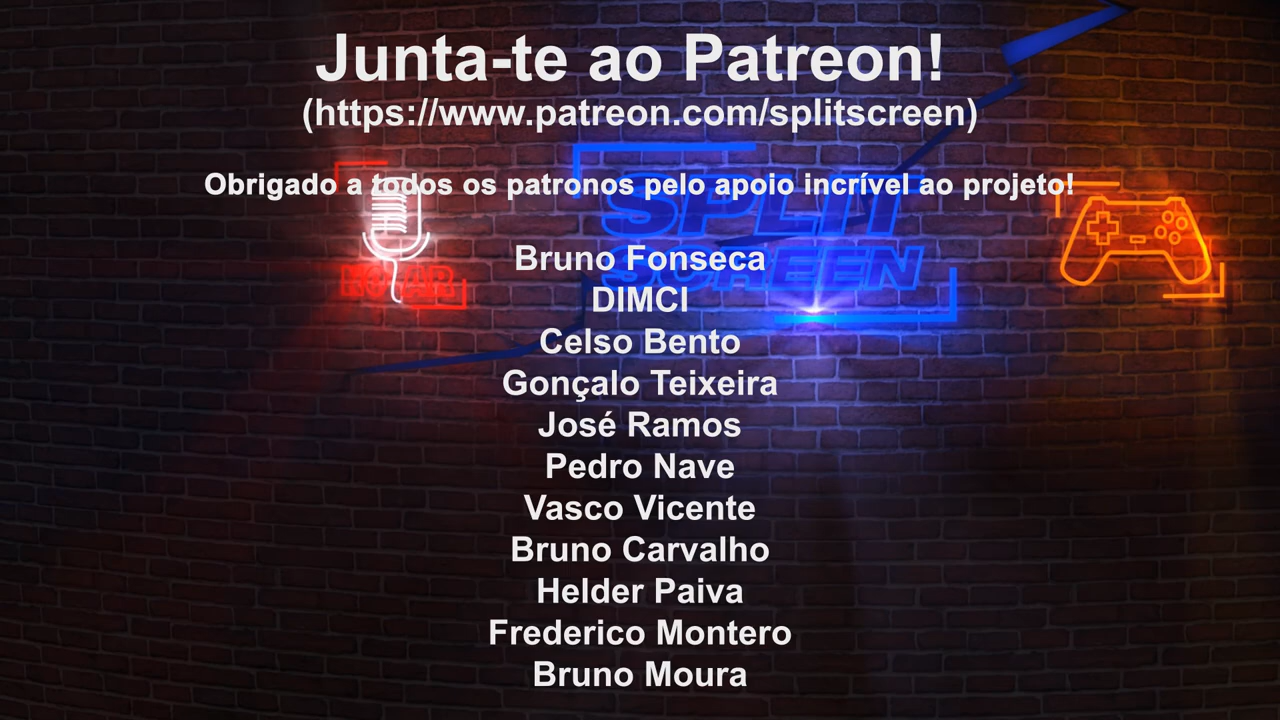 Junta-te ao Patreon!
(https://www.patreon.com/splitscreen)
Obrigado a todos os patronos pelo apoio incrível ao projeto!
SPLIT
SCREEN
Bruno Fonseca
DIMCI
Celso Bento
Gonçalo Teixeira
José Ramos
Pedro Nave
Vasco Vicente
Bruno Carvalho
Helder Paiva
Frederico Montero
Bruno Moura